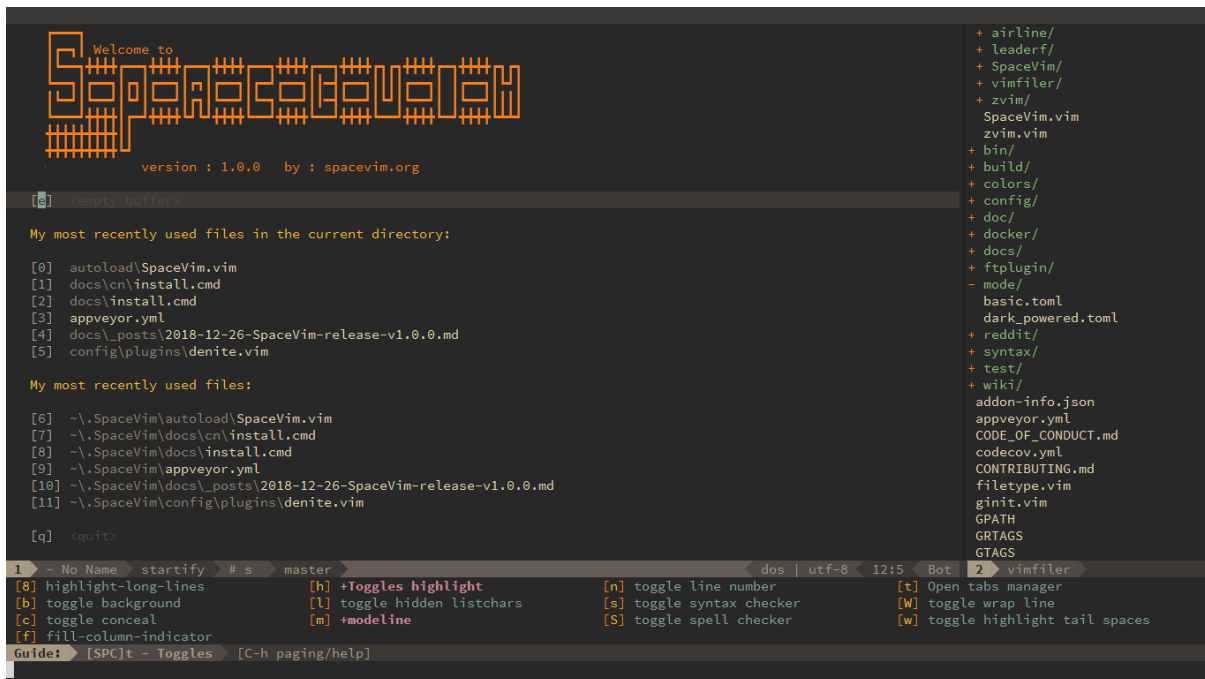 Welcome to
SpaceVim
version : 1.0.0   by : spacevim.org
[e]  <empty buffer>
My most recently used files in the current directory:
[0]  autoload\SpaceVim.vim
[1]  docs\cn\install.cmd
[2]  docs\install.cmd
[3]  appveyor.yml
[4]  docs\_posts\2018-12-26-SpaceVim-release-v1.0.0.md
[5]  config\plugins\denite.vim
My most recently used files:
[6]  ~\.SpaceVim\autoload\SpaceVim.vim
[7]  ~\.SpaceVim\docs\cn\install.cmd
[8]  ~\.SpaceVim\docs\install.cmd
[9]  ~\.SpaceVim\appveyor.yml
[10] ~\.SpaceVim\docs\_posts\2018-12-26-SpaceVim-release-v1.0.0.md
[11] ~\.SpaceVim\config\plugins\denite.vim
[q]  <quit>
+ airline/
+ leaderf/
+ SpaceVim/
+ vimfiler/
+ zvim/
SpaceVim.vim
zvim.vim
+ bin/
+ build/
+ colors/
+ config/
+ doc/
+ docker/
+ docs/
+ ftplugin/
- mode/
basic.toml
dark_powered.toml
+ reddit/
+ syntax/
+ test/
+ wiki/
addon-info.json
appveyor.yml
CODE_OF_CONDUCT.md
codecov.yml
CONTRIBUTING.md
filetype.vim
ginit.vim
GPATH
GRTAGS
GTAGS
1 - No Name startify # s master dos | utf-8 12:5 Bot 2 vimfiler
[8] highlight-long-lines [h] +Toggles highlight [n] toggle line number [t] Open tabs manager
[b] toggle background [l] toggle hidden listchars [s] toggle syntax checker [W] toggle wrap line
[c] toggle conceal [m] +modeline [S] toggle spell checker [w] toggle highlight tail spaces
[f] fill-column-indicator
Guide: [SPC]t - Toggles [C-h paging/help]